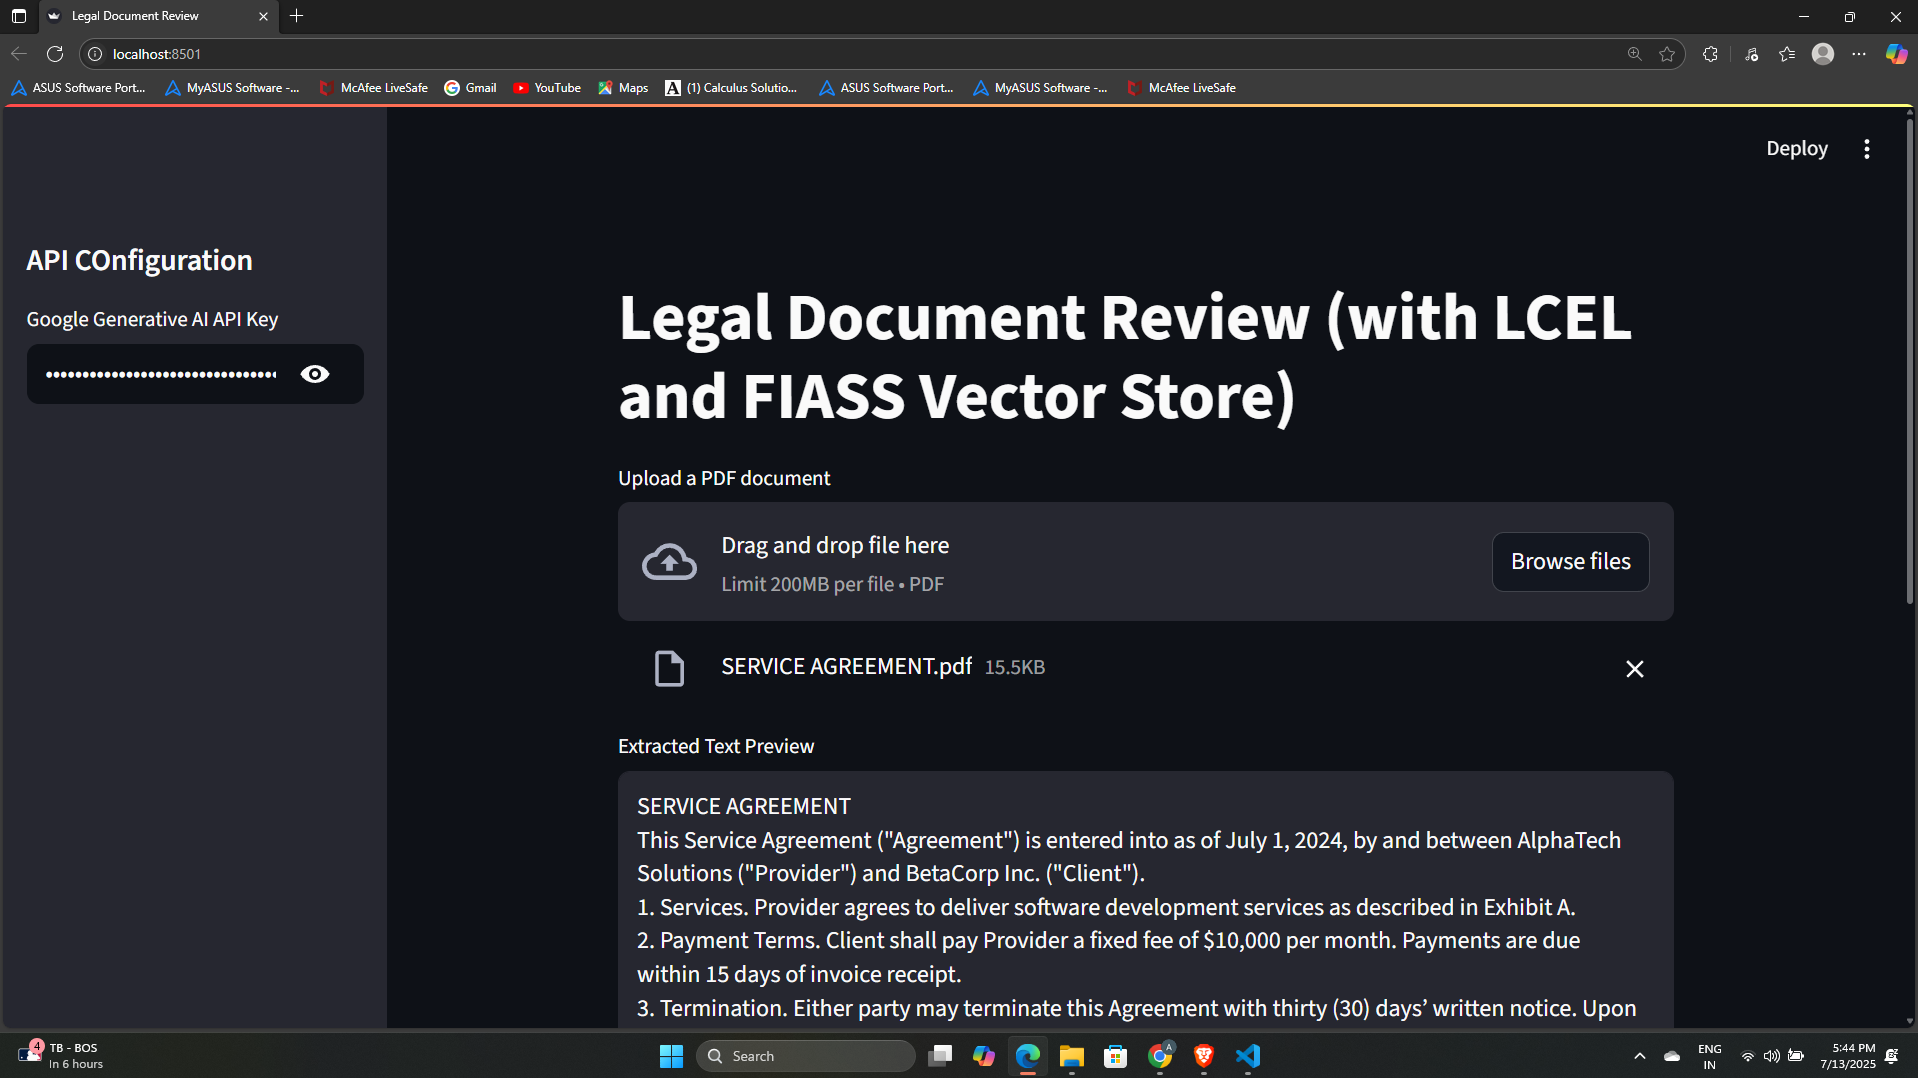 Legal Document Review
localhost:8501
ASUS Software Port...
MyASUS Software -...
McAfee LiveSafe
Gmail
YouTube
Maps
(1) Calculus Solutio...
ASUS Software Port...
MyASUS Software -...
McAfee LiveSafe
Deploy
API COnfiguration
Google Generative AI API Key
Legal Document Review (with LCEL
and FIASS Vector Store)
Upload a PDF document
Drag and drop file here
Limit 200MB per file • PDF
Browse files
SERVICE AGREEMENT.pdf 15.5KB
Extracted Text Preview
SERVICE AGREEMENT
This Service Agreement ("Agreement") is entered into as of July 1, 2024, by and between AlphaTech
Solutions ("Provider") and BetaCorp Inc. ("Client").
1. Services. Provider agrees to deliver software development services as described in Exhibit A.
2. Payment Terms. Client shall pay Provider a fixed fee of $10,000 per month. Payments are due
within 15 days of invoice receipt.
3. Termination. Either party may terminate this Agreement with thirty (30) days’ written notice. Upon
4
TB - BOS
In 6 hours
Search
A
ENG
IN
5:44 PM
7/13/2025